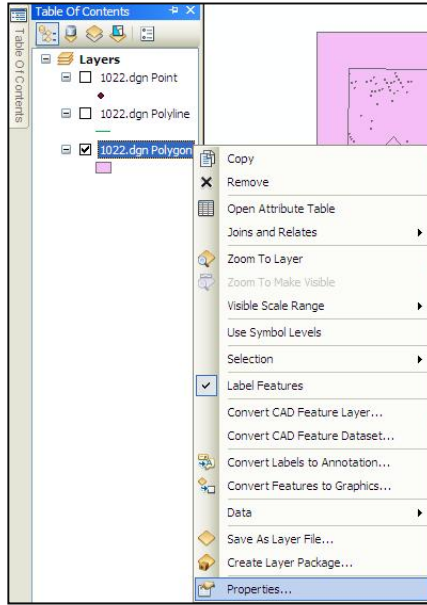 Table Of Contents
Table Of Contents
Layers
1022.dgn Point
1022.dgn Polyline
1022.dgn Polygon
Copy
Remove
Open Attribute Table
Joins and Relates
Zoom To Layer
Zoom To Make Visible
Visible Scale Range
Use Symbol Levels
Selection
Label Features
Convert CAD Feature Layer...
Convert CAD Feature Dataset...
Convert Labels to Annotation...
Convert Features to Graphics...
Data
Save As Layer File...
Create Layer Package...
Properties...